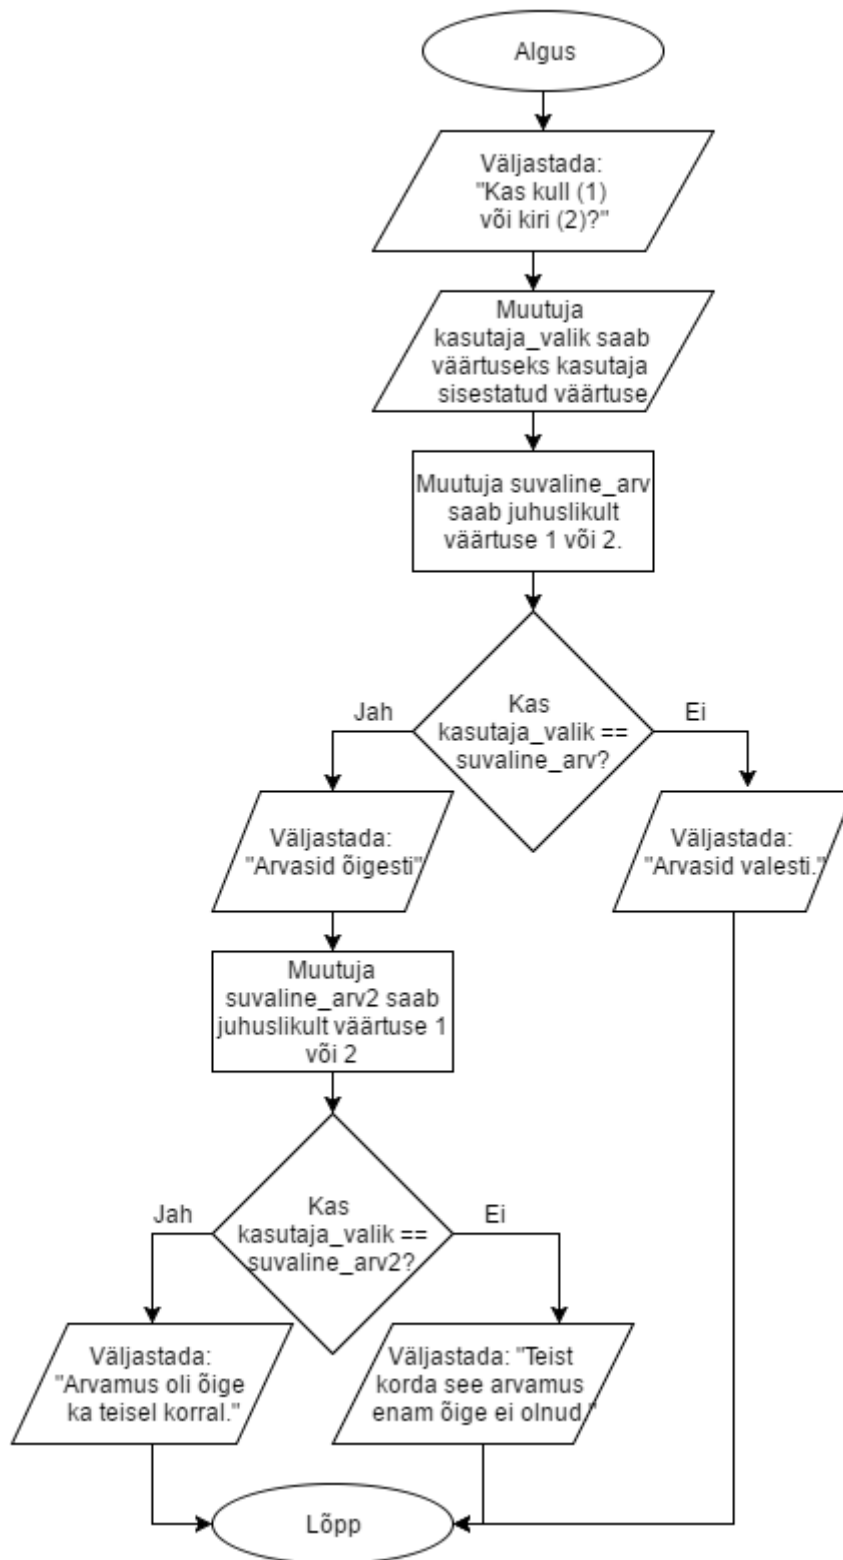 Algus
Väljastada:
"Kas kull (1)
või kiri (2)?"
Muutuja
kasutaja_valik saab
väärtuseks kasutaja
sisestatud väärtuse
Muutuja suvaline_arv
saab juhuslikult
väärtuse 1 või 2.
Kas
kasutaja_valik ==
suvaline_arv?
Jah
Ei
Väljastada:
"Arvasid õigesti"
Väljastada:
"Arvasid valesti."
Muutuja
suvaline_arv2 saab
juhuslikult väärtuse 1
või 2
Kas
kasutaja_valik ==
suvaline_arv2?
Jah
Ei
Väljastada:
"Arvamus oli õige
ka teisel korral."
Väljastada: "Teist
korda see arvamus
enam õige ei olnud."
Lõpp